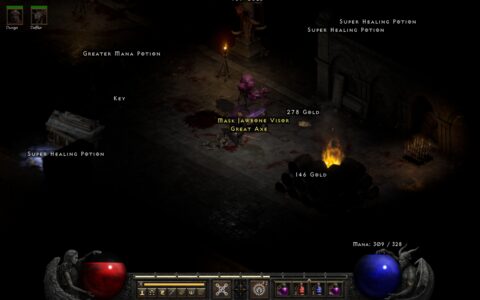 Super Healing Potion
Super Healing Potion
Greater Mana Potion
Key
278 Gold
Mask Jawbone Visor
Great Axe
Super Healing Potion
146 Gold
Mana: 309 / 328